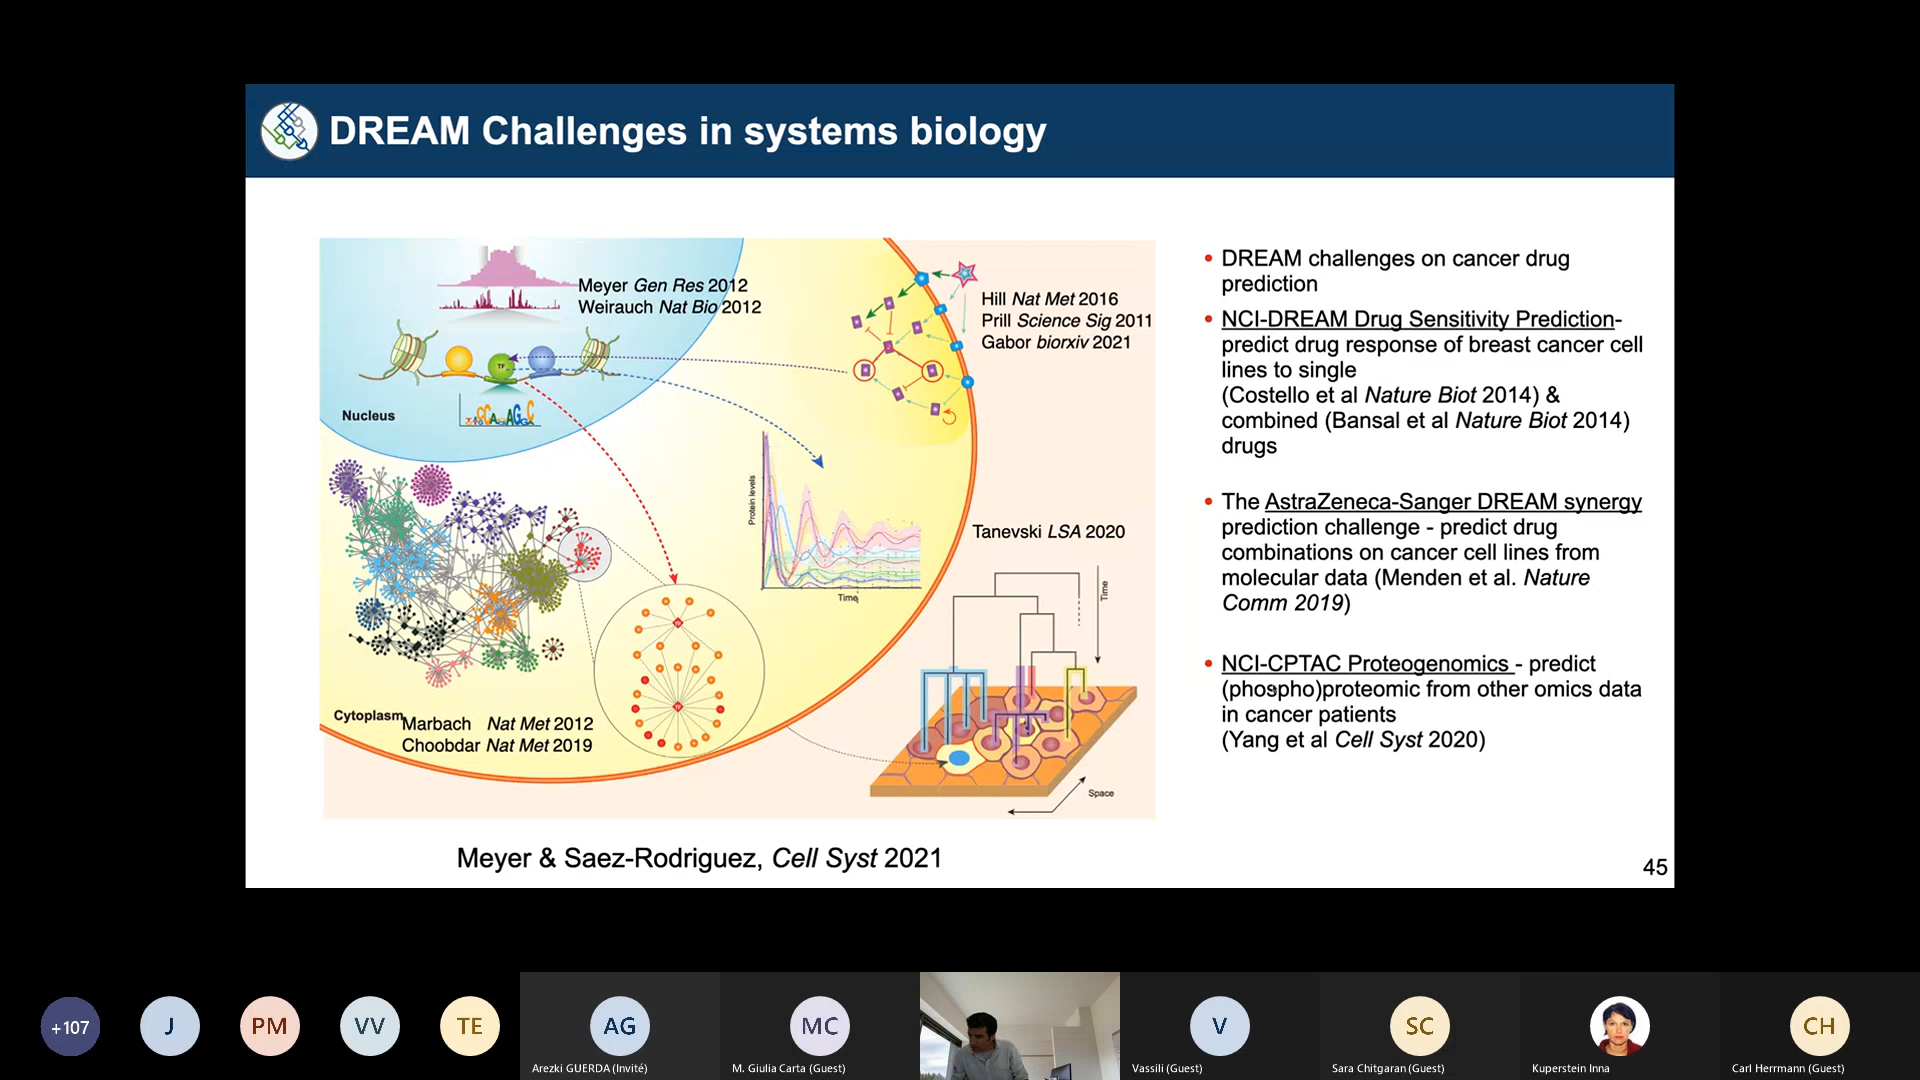 DREAM Challenges in systems biology
Meyer Gen Res 2012
Weirauch Nat Bio 2012
Hill Nat Met 2016
Prill Science Sig 2011
Gabor biorxiv 2021
TF
Nucleus
Protein levels
Time
Tanevski LSA 2020
Time
TF
TF
Cytoplasm
Marbach Nat Met 2012
Choobdar Nat Met 2019
Space
Meyer & Saez-Rodriguez, Cell Syst 2021
• DREAM challenges on cancer drug
prediction
• NCI-DREAM Drug Sensitivity Prediction-
predict drug response of breast cancer cell
lines to single
(Costello et al Nature Biot 2014) &
combined (Bansal et al Nature Biot 2014)
drugs
• The AstraZeneca-Sanger DREAM synergy
prediction challenge - predict drug
combinations on cancer cell lines from
molecular data (Menden et al. Nature
Comm 2019)
• NCI-CPTAC Proteogenomics - predict
(phospho)proteomic from other omics data
in cancer patients
(Yang et al Cell Syst 2020)
45
+107
J
PM
VV
TE
AG
Arezki GUERDA (Invité)
MC
M. Giulia Carta (Guest)
V
Vassili (Guest)
SC
Sara Chitgaran (Guest)
Kuperstein Inna
CH
Carl Herrmann (Guest)